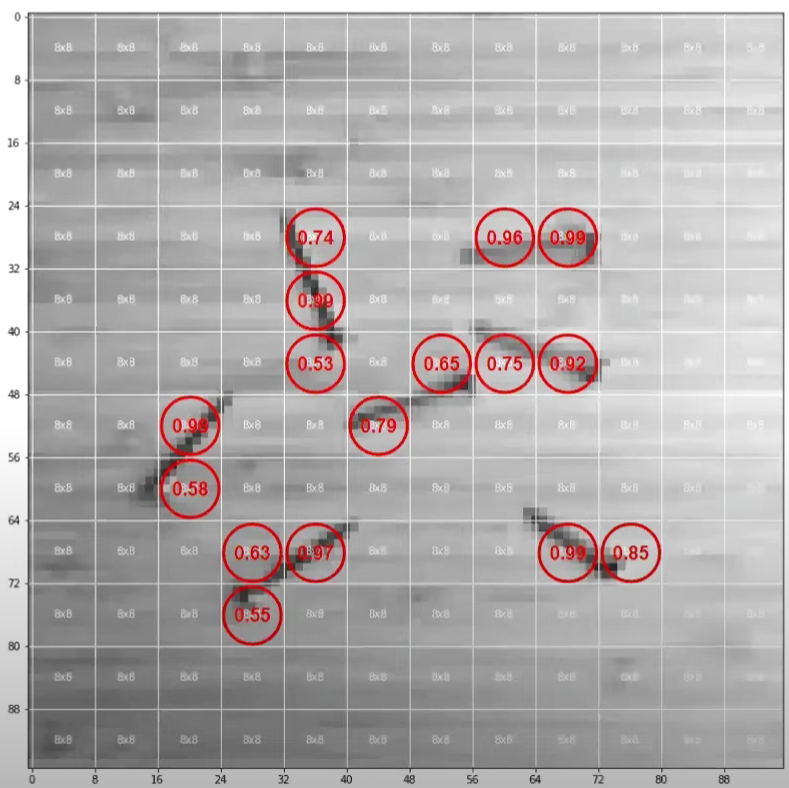 0
8x8 8x8 8x8 8x8 8x8 8x8 8x8 8x8 8x8 8x8 8x8 8x8
8
8x8 8x8 8x8 8x8 8x8 8x8 8x8 8x8 8x8 8x8 8x8 8x8
16
8x8 8x8 8x8 8x8 8x8 8x8 8x8 8x8 8x8 8x8 8x8 8x8
24
8x8 8x8 8x8 8x8 0.74 8x8 8x8 0.96 0.99 8x8 8x8 8x8
32
8x8 8x8 8x8 8x8 0.99 8x8 8x8 8x8 8x8 8x8 8x8 8x8
40
8x8 8x8 8x8 8x8 0.53 8x8 0.65 0.75 0.92 8x8 8x8 8x8
48
8x8 8x8 0.99 8x8 8x8 0.79 8x8 8x8 8x8 8x8 8x8 8x8
56
8x8 8x8 0.58 8x8 8x8 8x8 8x8 8x8 8x8 8x8 8x8 8x8
64
8x8 8x8 8x8 0.63 0.97 8x8 8x8 8x8 0.99 0.85 8x8 8x8
72
8x8 8x8 8x8 0.55 8x8 8x8 8x8 8x8 8x8 8x8 8x8 8x8
80
8x8 8x8 8x8 8x8 8x8 8x8 8x8 8x8 8x8 8x8 8x8 8x8
88
8x8 8x8 8x8 8x8 8x8 8x8 8x8 8x8 8x8 8x8 8x8 8x8
0 8 16 24 32 40 48 56 64 72 80 88